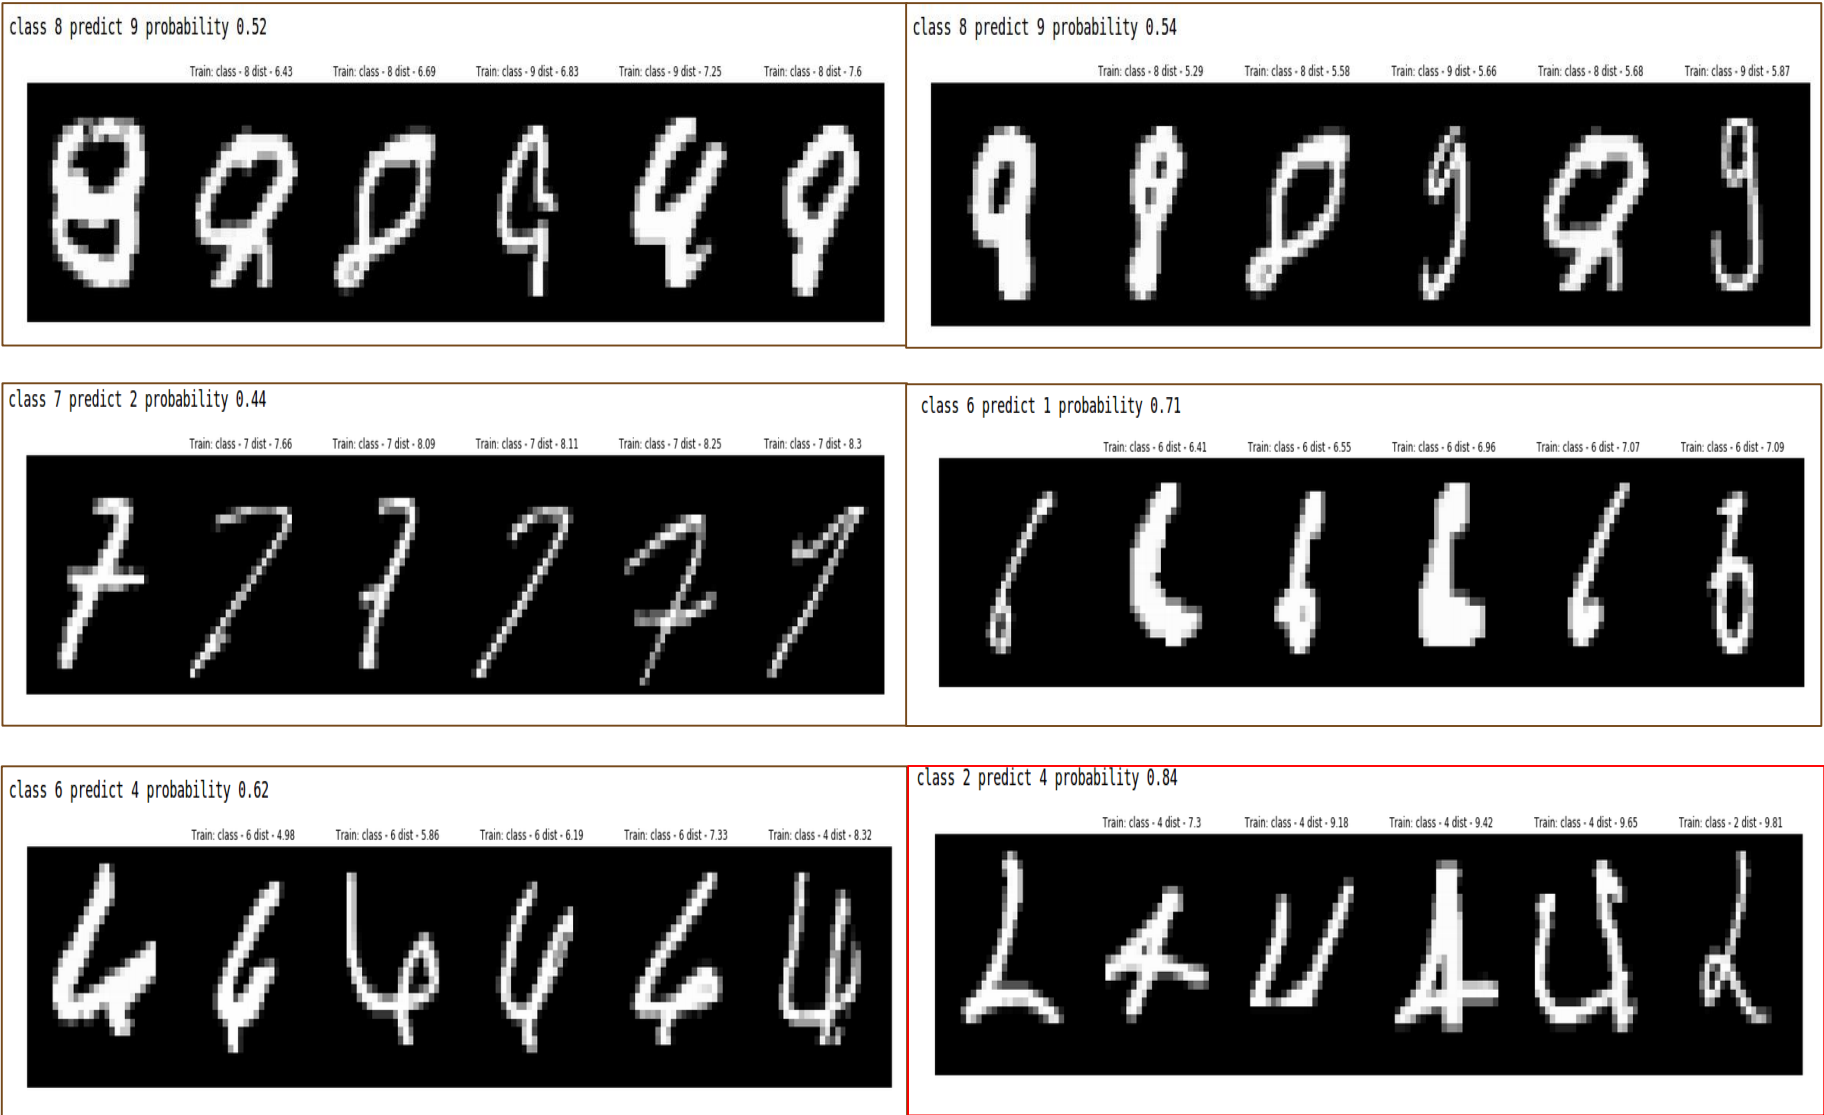 class 8 predict 9 probability 0.52
Train: class - 8 dist - 6.43 Train: class - 8 dist - 6.69 Train: class - 9 dist - 6.83 Train: class - 9 dist - 7.25 Train: class - 8 dist - 7.6
class 8 predict 9 probability 0.54
Train: class - 8 dist - 5.29 Train: class - 8 dist - 5.58 Train: class - 9 dist - 5.66 Train: class - 8 dist - 5.68 Train: class - 9 dist - 5.87
class 7 predict 2 probability 0.44
Train: class - 7 dist - 7.66 Train: class - 7 dist - 8.09 Train: class - 7 dist - 8.11 Train: class - 7 dist - 8.25 Train: class - 7 dist - 8.3
class 6 predict 1 probability 0.71
Train: class - 6 dist - 6.41 Train: class - 6 dist - 6.55 Train: class - 6 dist - 6.96 Train: class - 6 dist - 7.07 Train: class - 6 dist - 7.09
class 6 predict 4 probability 0.62
Train: class - 6 dist - 4.98 Train: class - 6 dist - 5.86 Train: class - 6 dist - 6.19 Train: class - 6 dist - 7.33 Train: class - 4 dist - 8.32
class 2 predict 4 probability 0.84
Train: class - 4 dist - 7.3 Train: class - 4 dist - 9.18 Train: class - 4 dist - 9.42 Train: class - 4 dist - 9.65 Train: class - 2 dist - 9.81